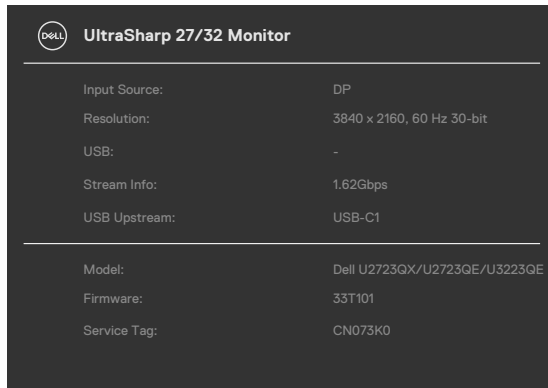 DELL UltraSharp 27/32 Monitor
Input Source: DP
Resolution: 3840 x 2160, 60 Hz 30-bit
USB: -
Stream Info: 1.62Gbps
USB Upstream: USB-C1
Model: Dell U2723QX/U2723QE/U3223QE
Firmware: 33T101
Service Tag: CN073K0